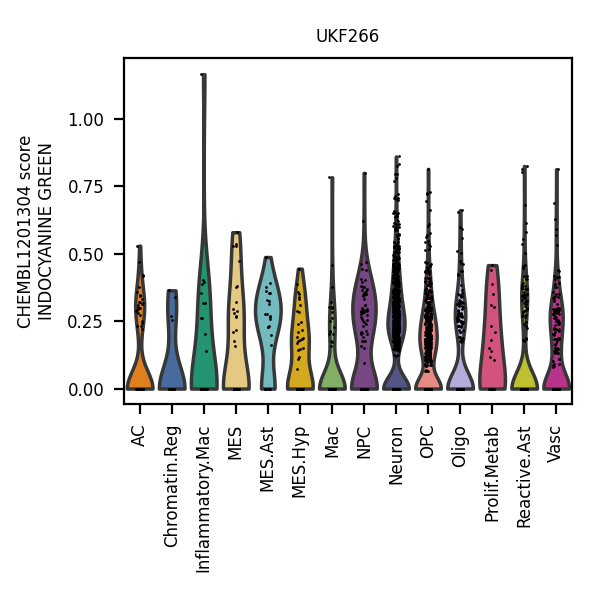 UKF266
CHEMBL1201304 score
INDOCYANINE GREEN
1.00
0.75
0.50
0.25
0.00
AC
Chromatin.Reg
Inflammatory.Mac
MES
MES.Ast
MES.Hyp
Mac
NPC
Neuron
OPC
Oligo
Prolif.Metab
Reactive.Ast
Vasc